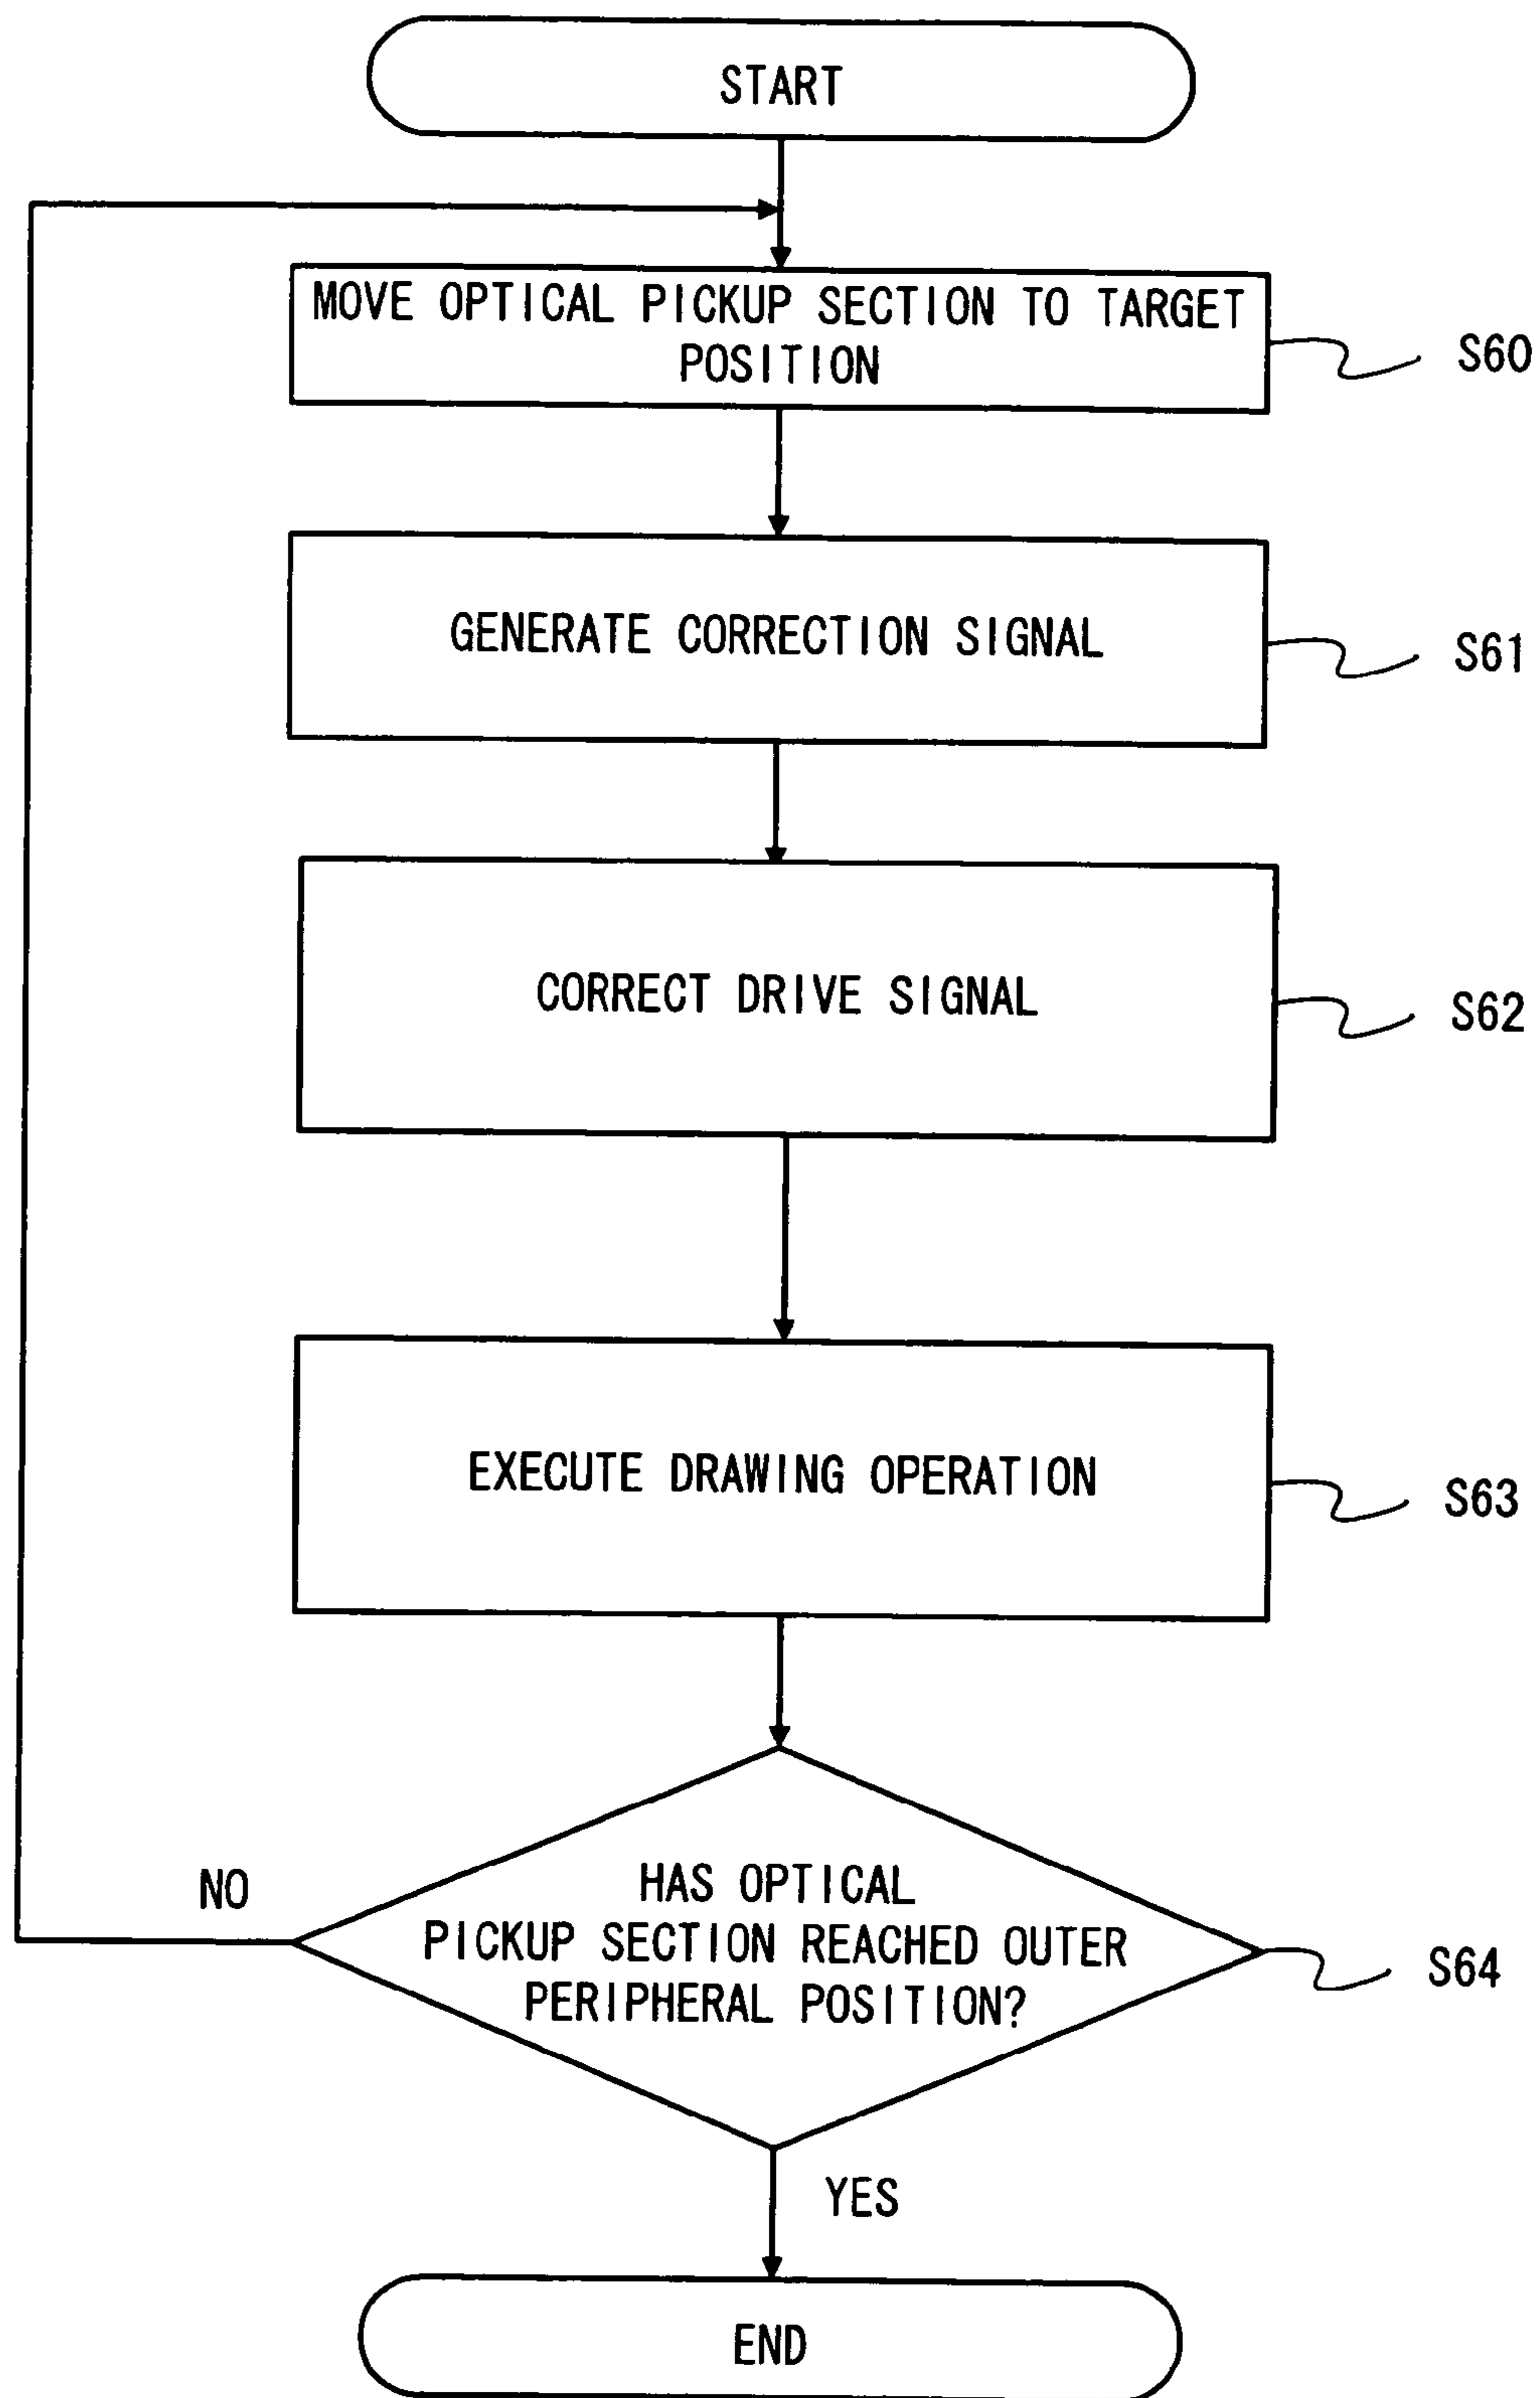 START
MOVE OPTICAL PICKUP SECTION TO TARGET
POSITION
S60
GENERATE CORRECTION SIGNAL
S61
CORRECT DRIVE SIGNAL
S62
EXECUTE DRAWING OPERATION
S63
HAS OPTICAL
PICKUP SECTION REACHED OUTER
PERIPHERAL POSITION?
S64
NO
YES
END